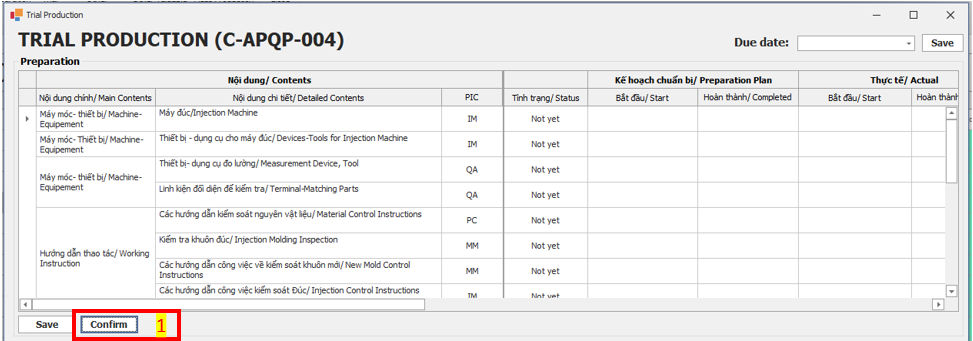 Trial Production
TRIAL PRODUCTION (C-APQP-004)
Due date:
Save
Preparation
Nội dung/ Contents
Kế hoạch chuẩn bị/ Preparation Plan
Thực tế/ Actual
Nội dung chính/ Main Contents
Nội dung chi tiết/ Detailed Contents
PIC
Tình trạng/ Status
Bắt đầu/ Start
Hoàn thành/ Completed
Bắt đầu/ Start
Hoàn thành
Máy móc- thiết bị/ Machine-
Equipement
Máy đúc/Injection Machine
IM
Not yet
Máy móc- Thiết bị/ Machine-
Equipement
Thiết bị - dụng cụ cho máy đúc/ Devices-Tools for Injection Machine
IM
Not yet
Máy móc- thiết bị/ Machine-
Equipement
Thiết bị- dụng cụ đo lường/ Measurement Device, Tool
QA
Not yet
Linh kiện đối diện để kiểm tra/ Terminal-Matching Parts
QA
Not yet
Hướng dẫn thao tác/ Working
Instruction
Các hướng dẫn kiểm soát nguyên vật liệu/ Material Control Instructions
PC
Not yet
Kiểm tra khuôn đúc/ Injection Molding Inspection
MM
Not yet
Các hướng dẫn công việc về kiểm soát khuôn mới/ New Mold Control
Instructions
MM
Not yet
Các hướng dẫn công việc kiểm soát Đúc/ Injection Control Instructions
IM
Not yet
Save
Confirm
1